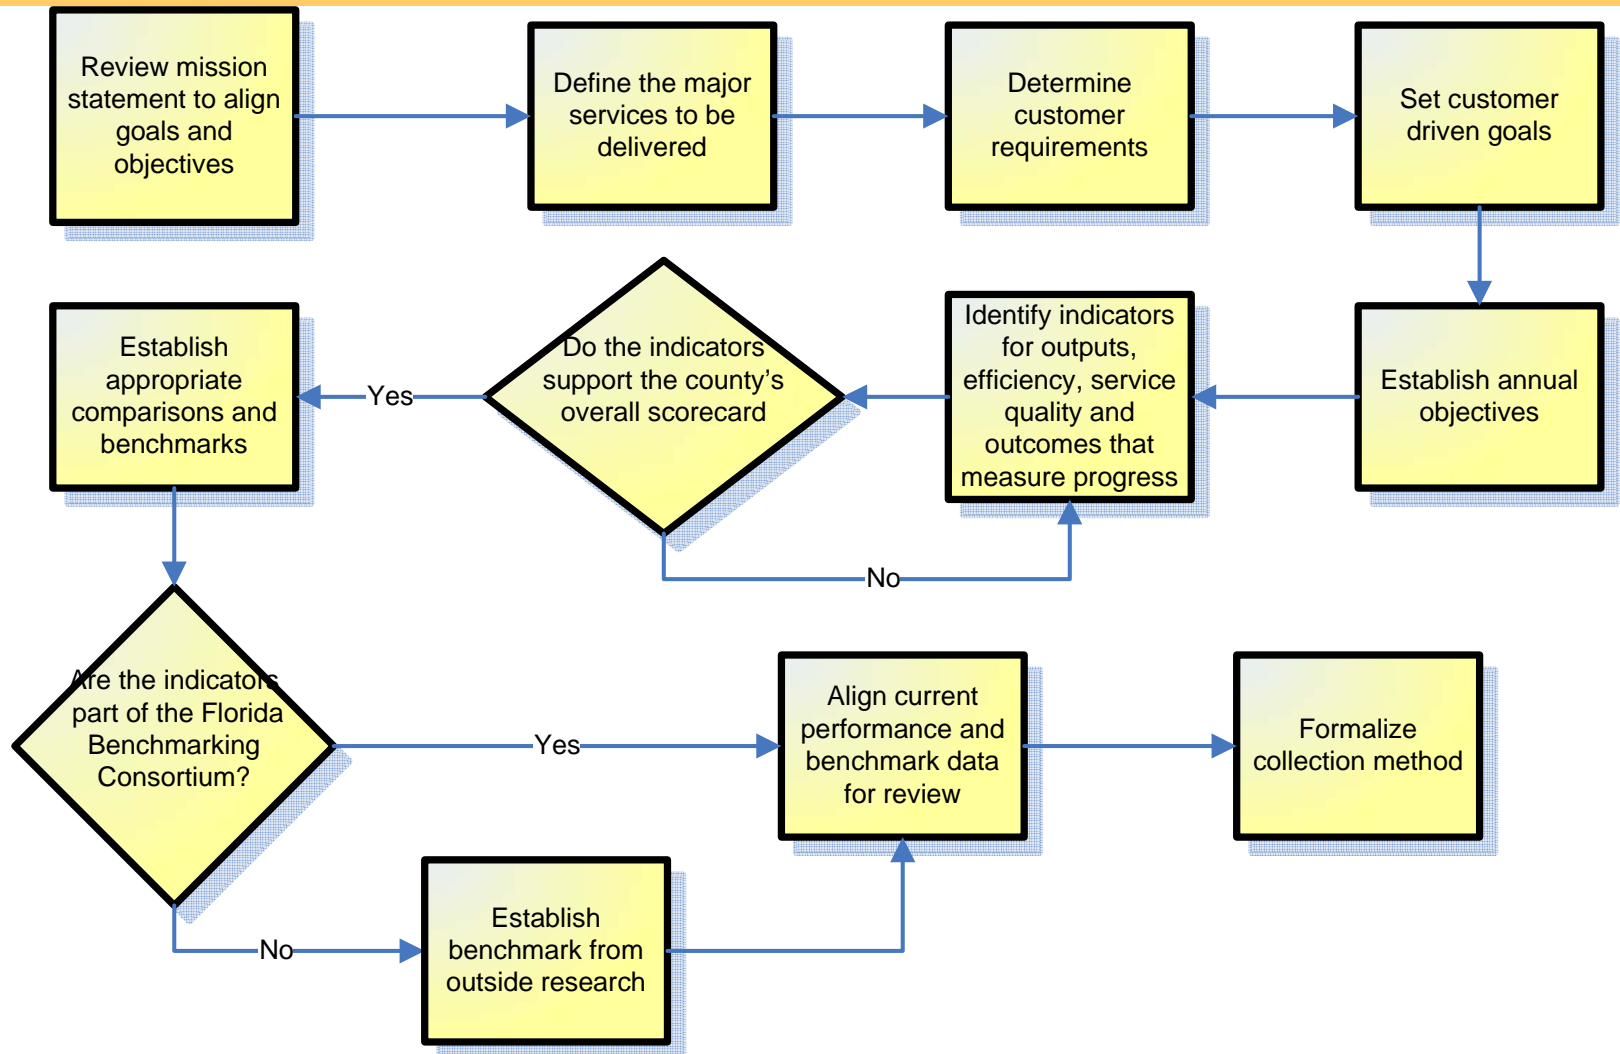 Review mission
statement to align
goals and
objectives
Define the major
services to be
delivered
Determine
customer
requirements
Set customer
driven goals
Establish annual
objectives
Identify indicators
for outputs,
efficiency, service
quality and
outcomes that
measure progress
Do the indicators
support the county’s
overall scorecard
No
Yes
Establish
appropriate
comparisons and
benchmarks
Are the indicators
part of the Florida
Benchmarking
Consortium?
Yes
No
Establish
benchmark from
outside research
Align current
performance and
benchmark data
for review
Formalize
collection method